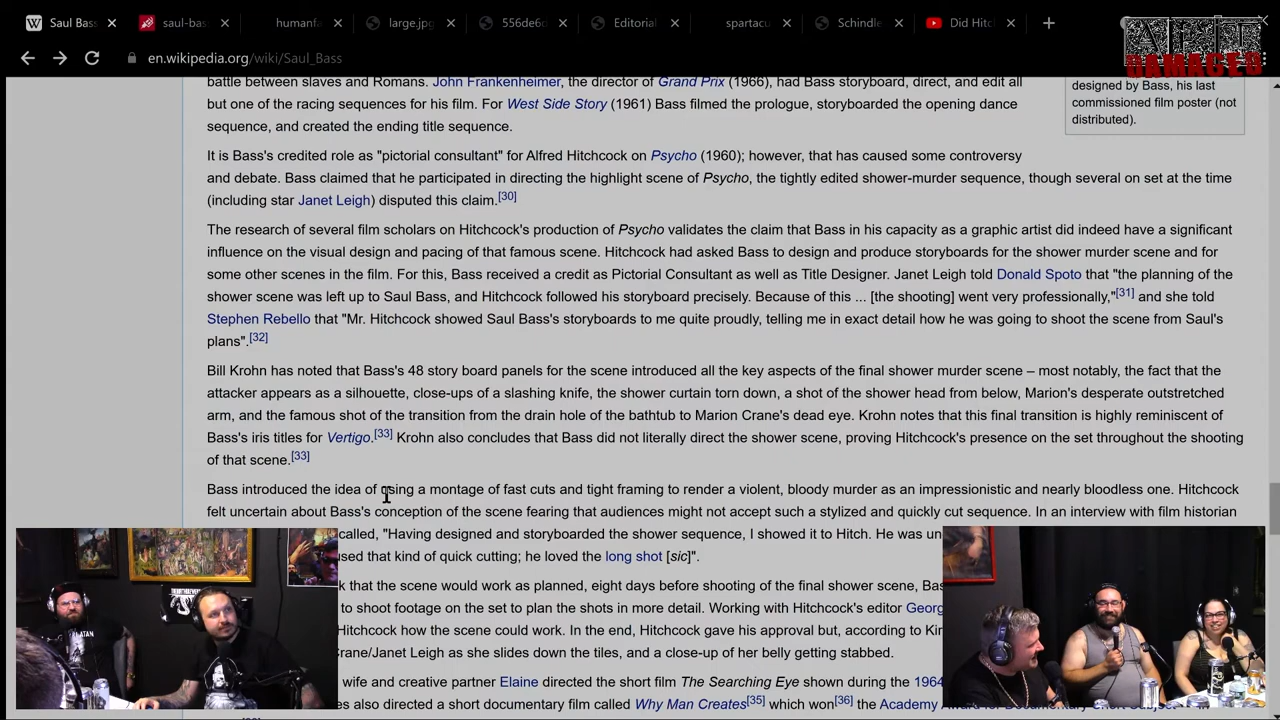 Saul Bass
saul-bas
humanfa
large.jpg
556de6d
Editorial
spartacu
Schindle
Did Hitc
en.wikipedia.org/wiki/Saul_Bass
ART
DAMAGES
battle between slaves and Romans. John Frankenheimer, the director of Grand Prix (1966), had Bass storyboard, direct, and edit all
but one of the racing sequences for his film. For West Side Story (1961) Bass filmed the prologue, storyboarded the opening dance
sequence, and created the ending title sequence.
designed by Bass, his last
commissioned film poster (not
distributed).
It is Bass's credited role as "pictorial consultant" for Alfred Hitchcock on Psycho (1960); however, that has caused some controversy
and debate. Bass claimed that he participated in directing the highlight scene of Psycho, the tightly edited shower-murder sequence, though several on set at the time
(including star Janet Leigh) disputed this claim.[30]
The research of several film scholars on Hitchcock's production of Psycho validates the claim that Bass in his capacity as a graphic artist did indeed have a significant
influence on the visual design and pacing of that famous scene. Hitchcock had asked Bass to design and produce storyboards for the shower murder scene and for
some other scenes in the film. For this, Bass received a credit as Pictorial Consultant as well as Title Designer. Janet Leigh told Donald Spoto that "the planning of the
shower scene was left up to Saul Bass, and Hitchcock followed his storyboard precisely. Because of this ... [the shooting] went very professionally,"[31] and she told
Stephen Rebello that "Mr. Hitchcock showed Saul Bass's storyboards to me quite proudly, telling me in exact detail how he was going to shoot the scene from Saul's
plans".[32]
Bill Krohn has noted that Bass's 48 story board panels for the scene introduced all the key aspects of the final shower murder scene – most notably, the fact that the
attacker appears as a silhouette, close-ups of a slashing knife, the shower curtain torn down, a shot of the shower head from below, Marion's desperate outstretched
arm, and the famous shot of the transition from the drain hole of the bathtub to Marion Crane's dead eye. Krohn notes that this final transition is highly reminiscent of
Bass's iris titles for Vertigo.[33] Krohn also concludes that Bass did not literally direct the shower scene, proving Hitchcock's presence on the set throughout the shooting
of that scene.[33]
Bass introduced the idea of using a montage of fast cuts and tight framing to render a violent, bloody murder as an impressionistic and nearly bloodless one. Hitchcock
felt uncertain about Bass's conception of the scene fearing that audiences might not accept such a stylized and quickly cut sequence. In an interview with film historian
called, "Having designed and storyboarded the shower sequence, I showed it to Hitch. He was un
used that kind of quick cutting; he loved the long shot [sic]".
k that the scene would work as planned, eight days before shooting of the final shower scene, Bas
to shoot footage on the set to plan the shots in more detail. Working with Hitchcock's editor Georg
Hitchcock how the scene could work. In the end, Hitchcock gave his approval but, according to Kr
Crane/Janet Leigh as she slides down the tiles, and a close-up of her belly getting stabbed.
wife and creative partner Elaine directed the short film The Searching Eye shown during the 1964
es also directed a short documentary film called Why Man Creates[35] which won[36] the Academy